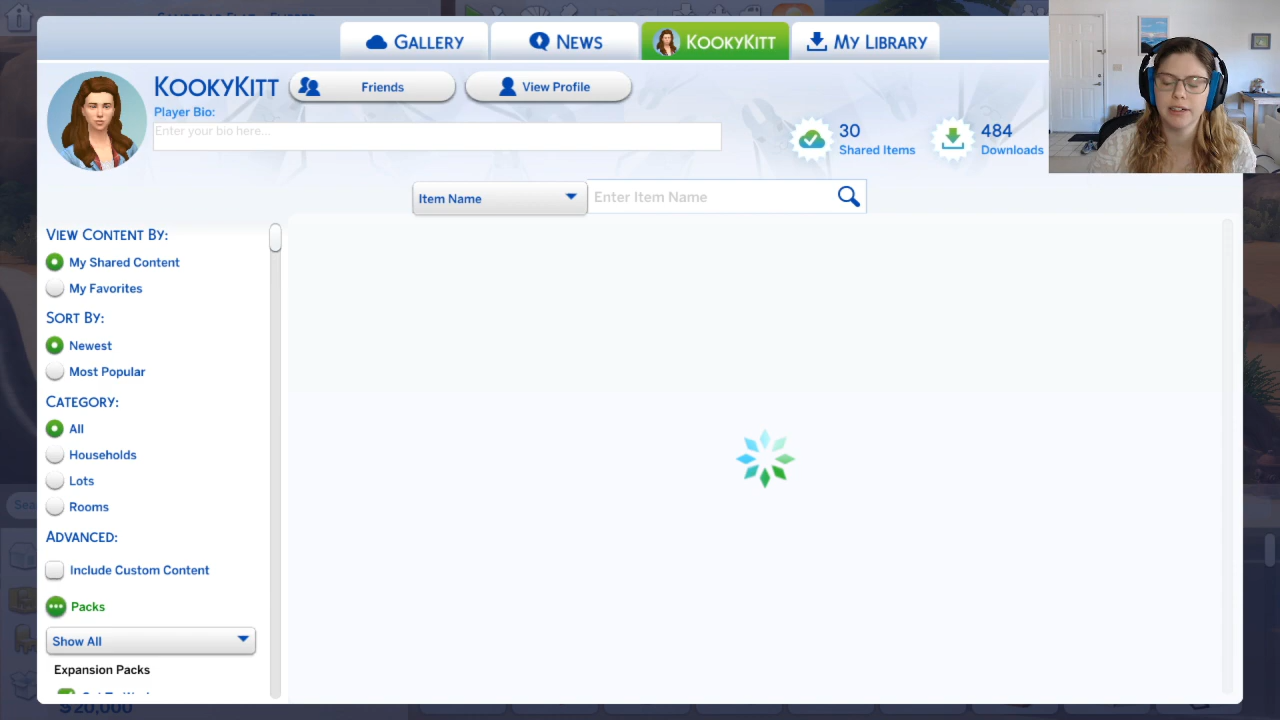 GALLERY
NEWS
KOOKYKITT
MY LIBRARY
KOOKYKITT
Friends
View Profile
Player Bio:
Enter your bio here...
30
Shared Items
484
Downloads
Item Name
Enter Item Name
VIEW CONTENT BY:
My Shared Content
My Favorites
SORT BY:
Newest
Most Popular
CATEGORY:
All
Households
Lots
Rooms
ADVANCED:
Include Custom Content
Packs
Show All
Expansion Packs